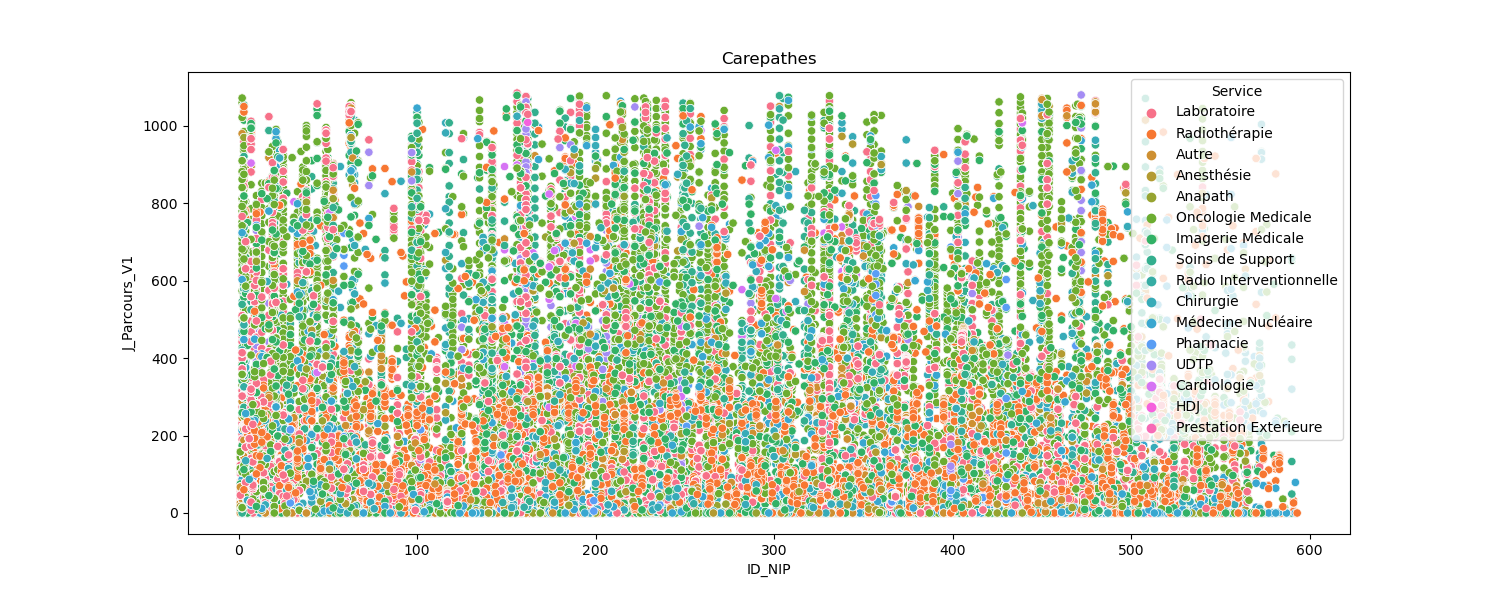 Carepathes
J_Parcours_V1
1000
800
600
400
200
0
0 100 200 300 400 500 600
ID_NIP
Service
Laboratoire
Radiothérapie
Autre
Anesthésie
Anapath
Oncologie Medicale
Imagerie Médicale
Soins de Support
Radio Interventionnelle
Chirurgie
Médecine Nucléaire
Pharmacie
UDTP
Cardiologie
HDJ
Prestation Exterieure